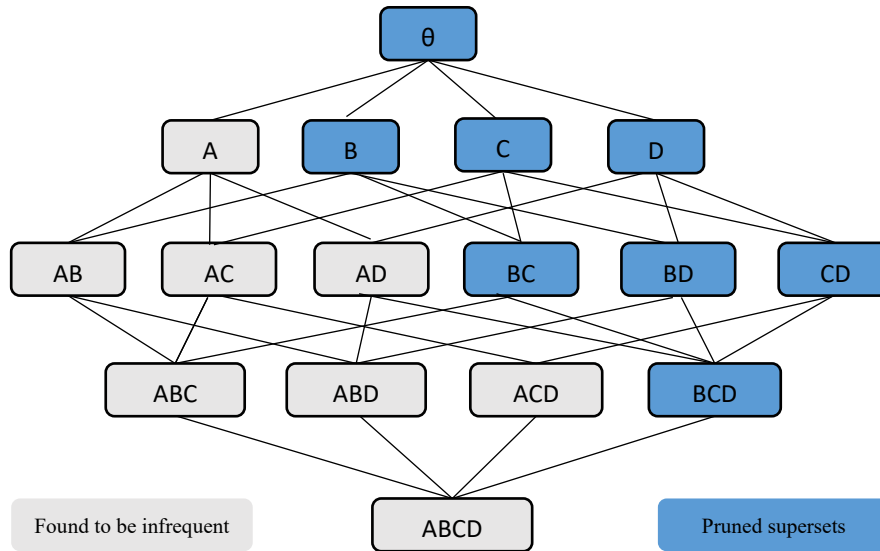 θ
A B C D
AB AC AD BC BD CD
ABC ABD ACD BCD
Found to be infrequent ABCD Pruned supersets